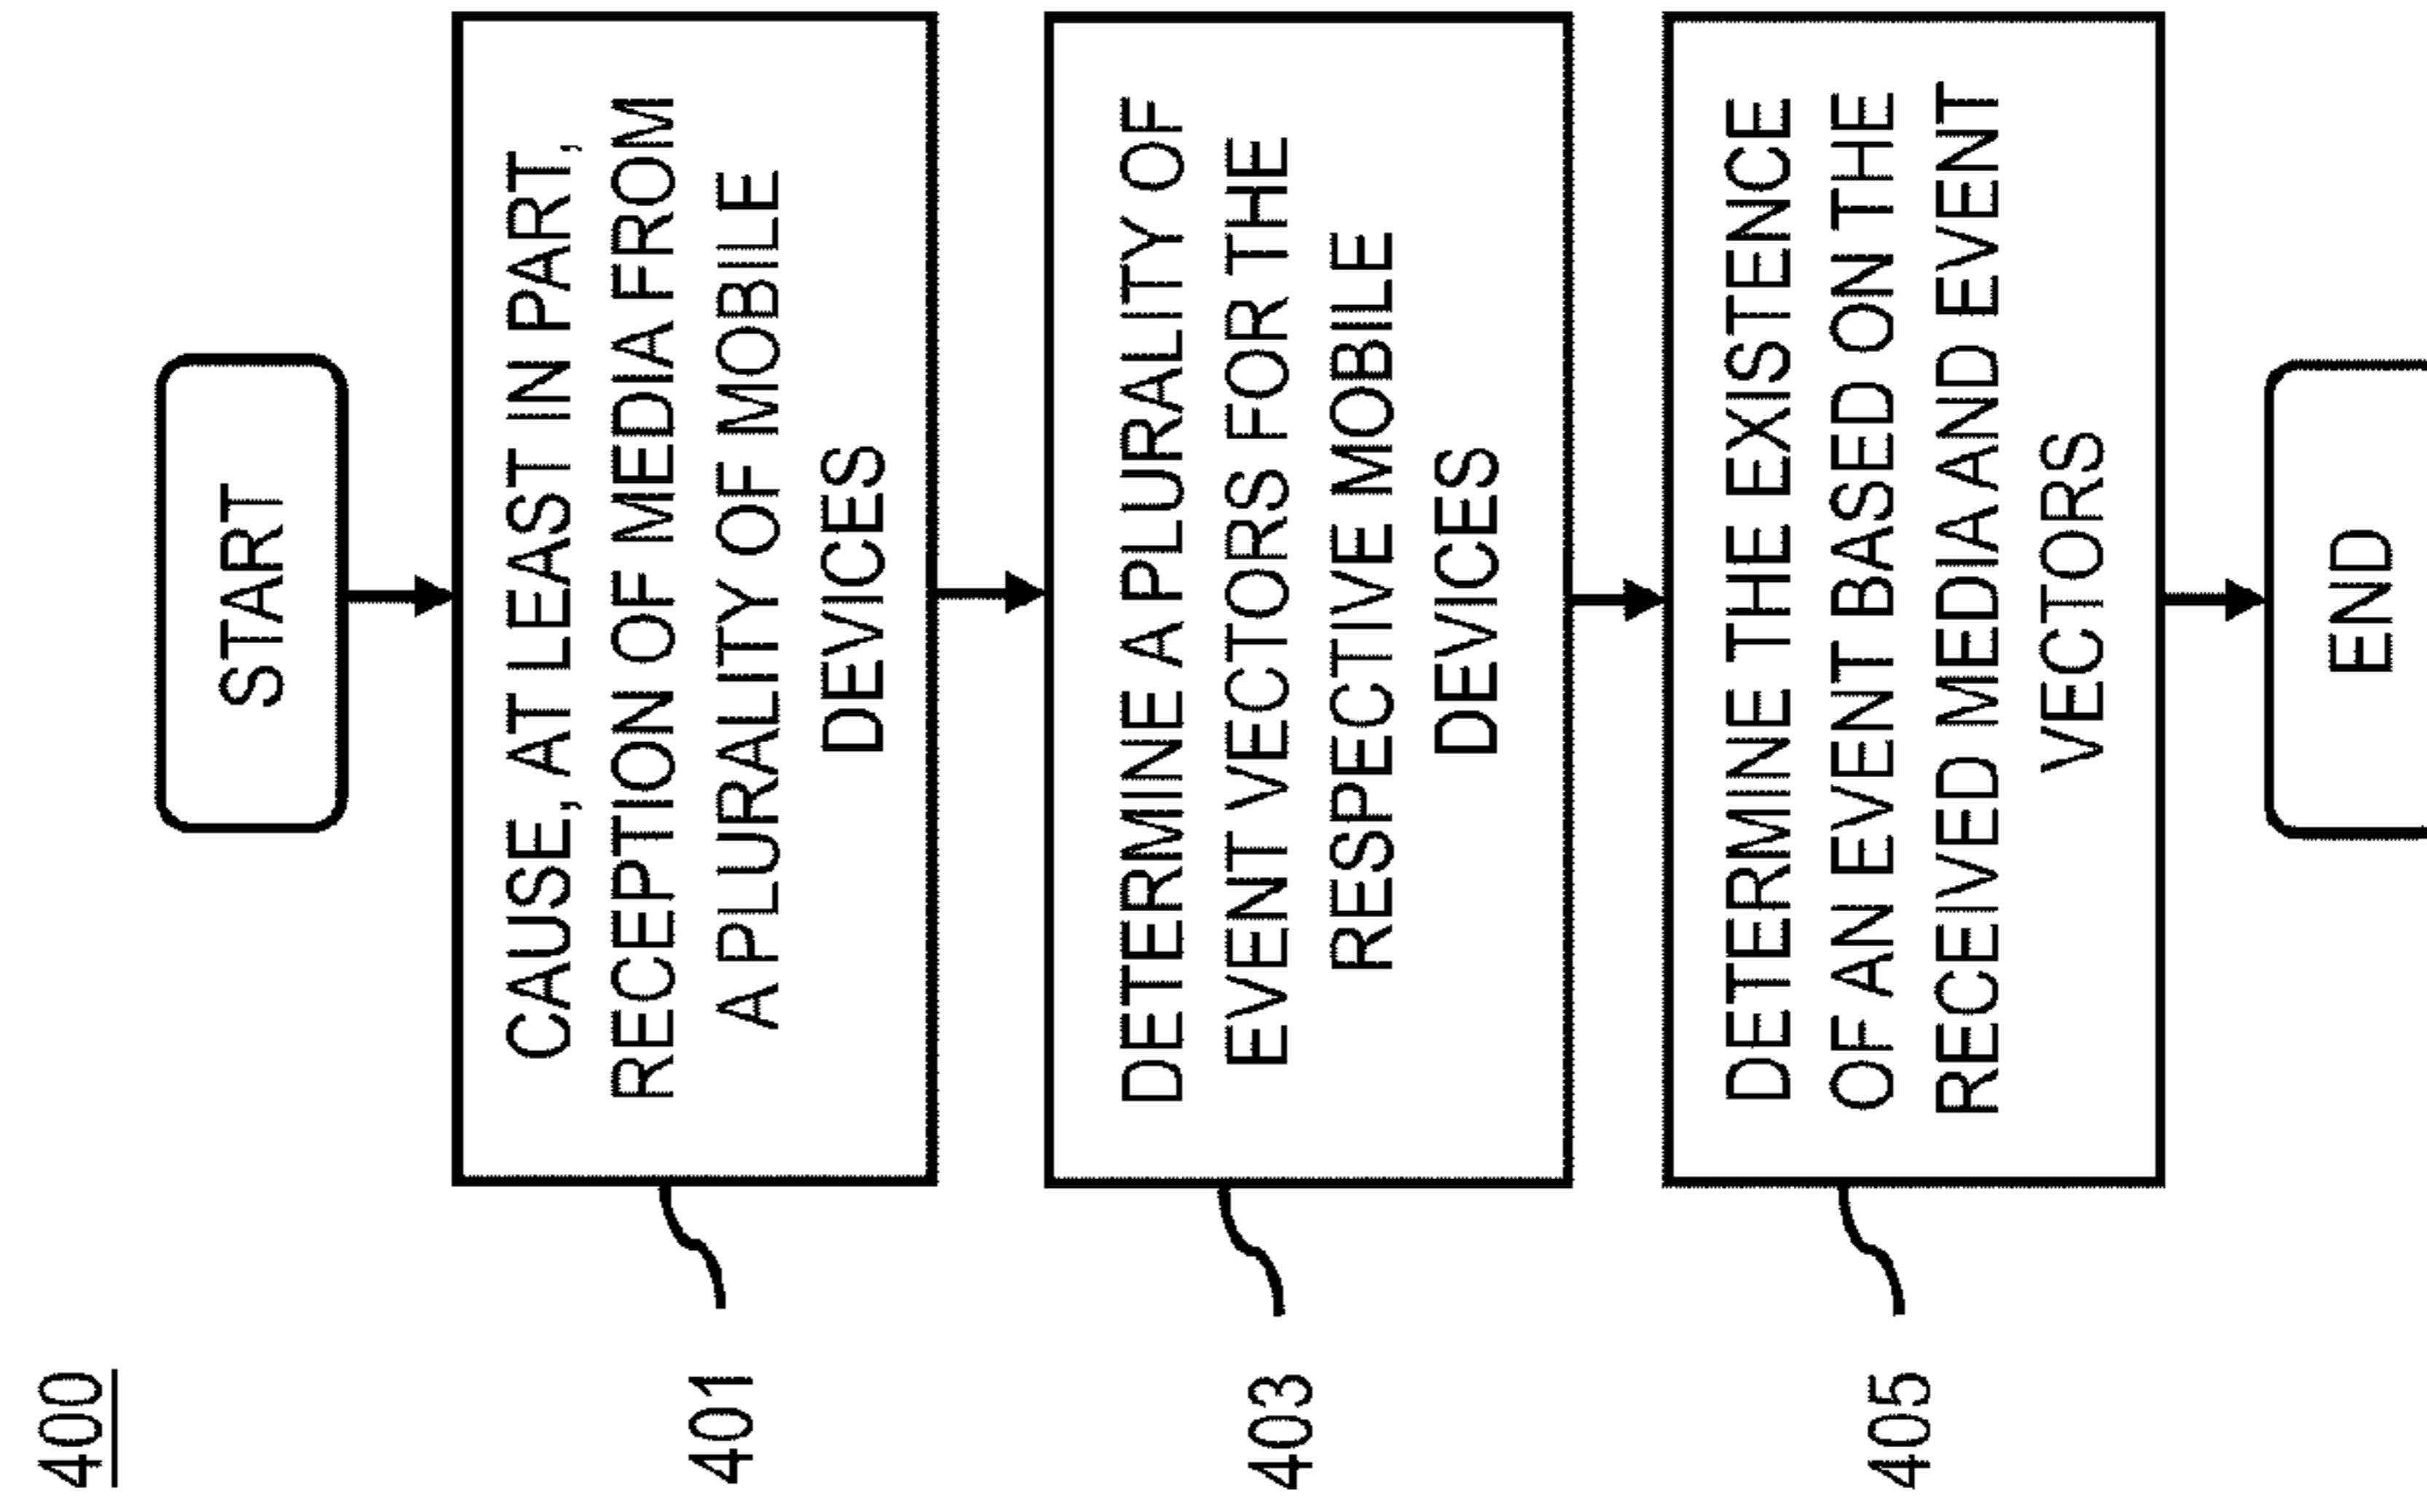 400
START
401
CAUSE, AT LEAST IN PART,
RECEPTION OF MEDIA FROM
A PLURALITY OF MOBILE
DEVICES
403
DETERMINE A PLURALITY OF
EVENT VECTORS FOR THE
RESPECTIVE MOBILE
DEVICES
405
DETERMINE THE EXISTENCE
OF AN EVENT BASED ON THE
RECEIVED MEDIA AND EVENT
VECTORS
END